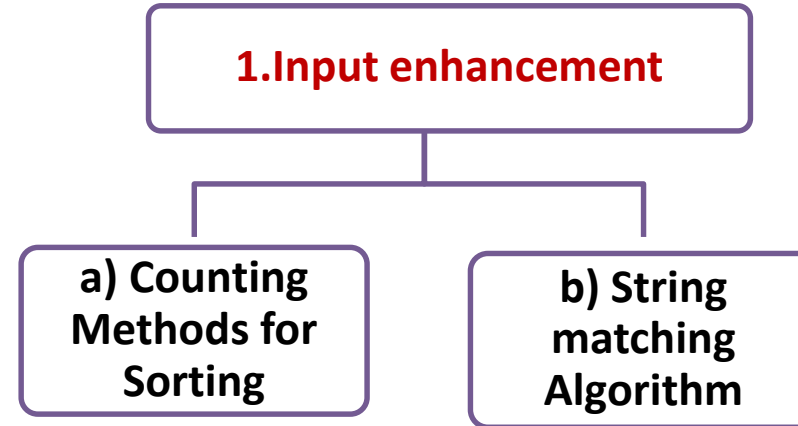 1.Input enhancement
a) Counting
Methods for
Sorting
b) String
matching
Algorithm